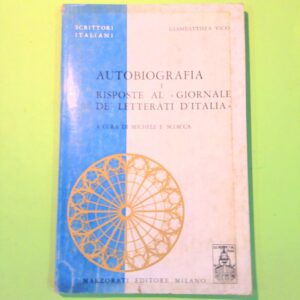 SCRITTORI
ITALIANI
GIAMBATTISTA VICO
AUTOBIOGRAFIA
E
RISPOSTE AL «GIORNALE
DE' LETTERATI D'ITALIA»
A CURA DI MICHELE F. SCIACCA
MARZORATI EDITORE MILANO